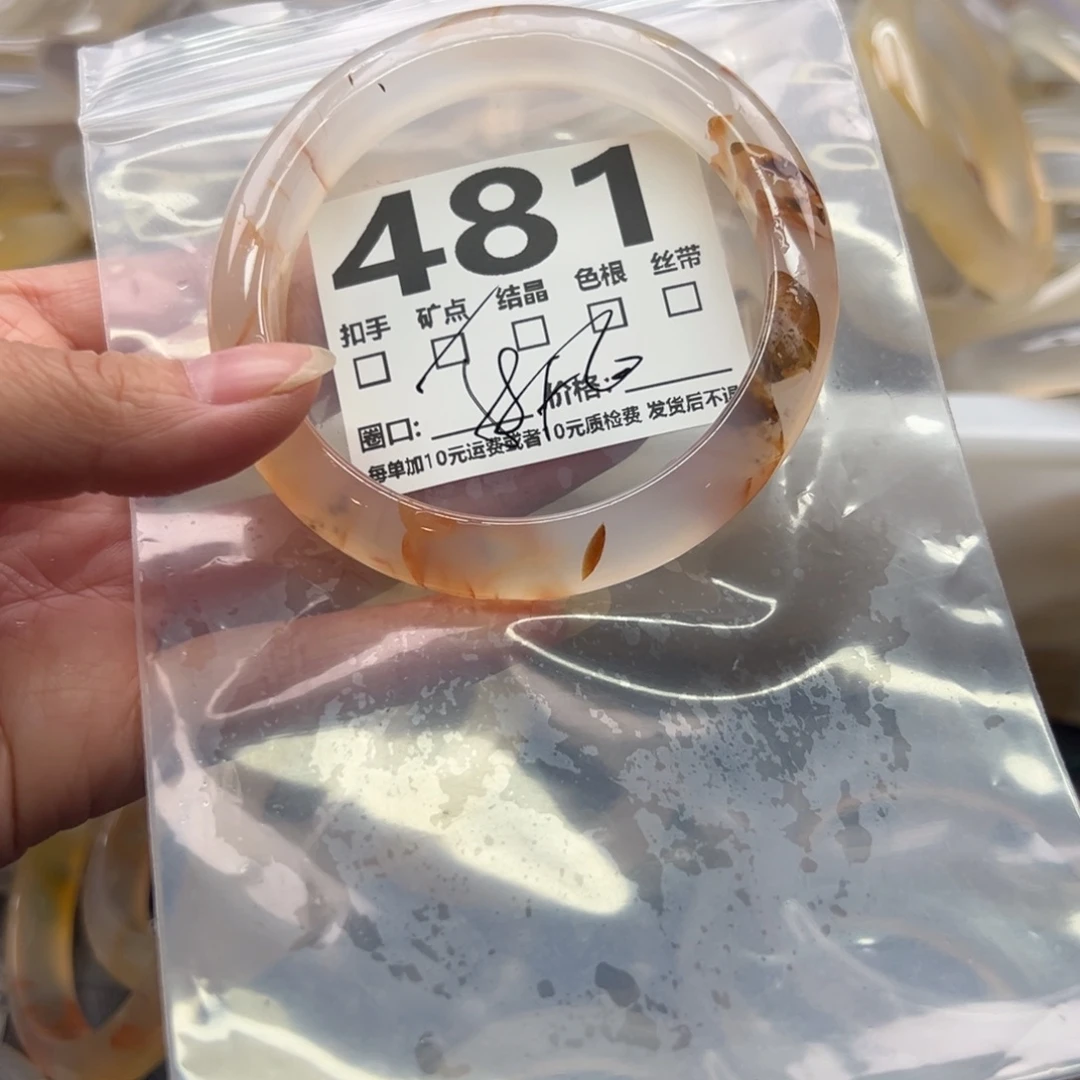 481
扣手 矿点 结晶 色根 丝带
圈口: 价格:
每单加10元运费或者10元质检费 发货后不退